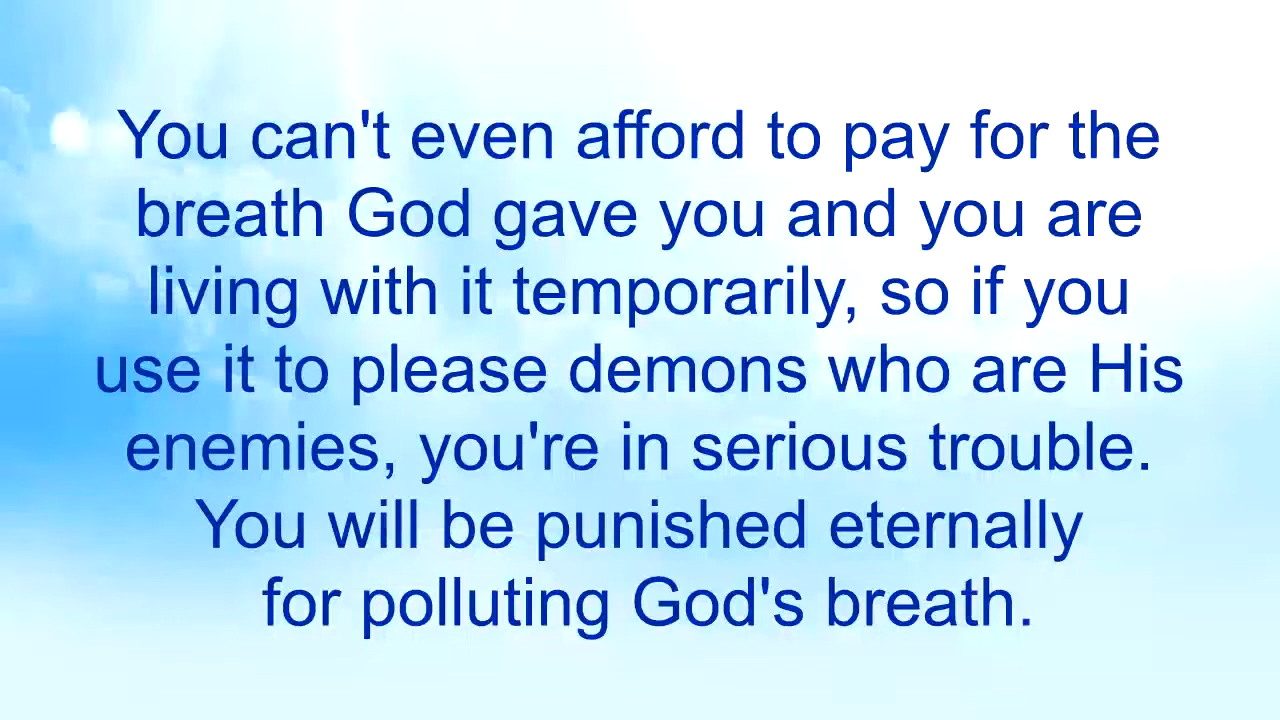 You can't even afford to pay for the
breath God gave you and you are
living with it temporarily, so if you
use it to please demons who are His
enemies, you're in serious trouble.
You will be punished eternally
for polluting God's breath.